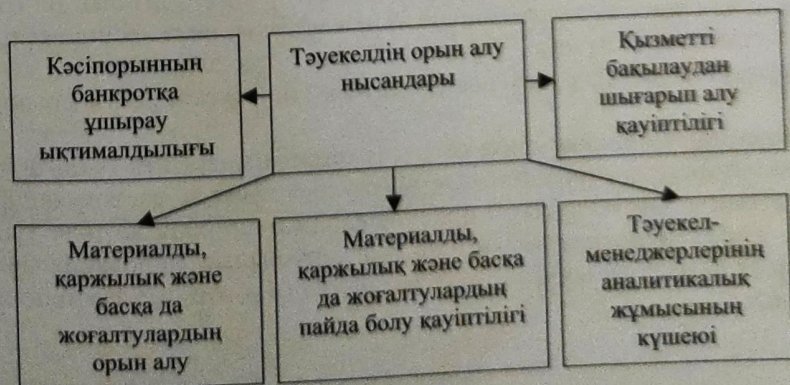 Кәсіпорынның
банкротқа
ұшырау
ықтималдылығы
Тәуекелдің орын алу
нысандары
Қызметті
бақылаудан
шығарып алу
қауіптілігі
Материалды,
қаржылық және
басқа да
жоғалтулардың
орын алу
Материалды,
қаржылық және басқа
да жоғалтулардың
пайда болу қауіптілігі
Тәуекел-
менеджерлерінің
аналитикалық
жұмысының
күшеюі